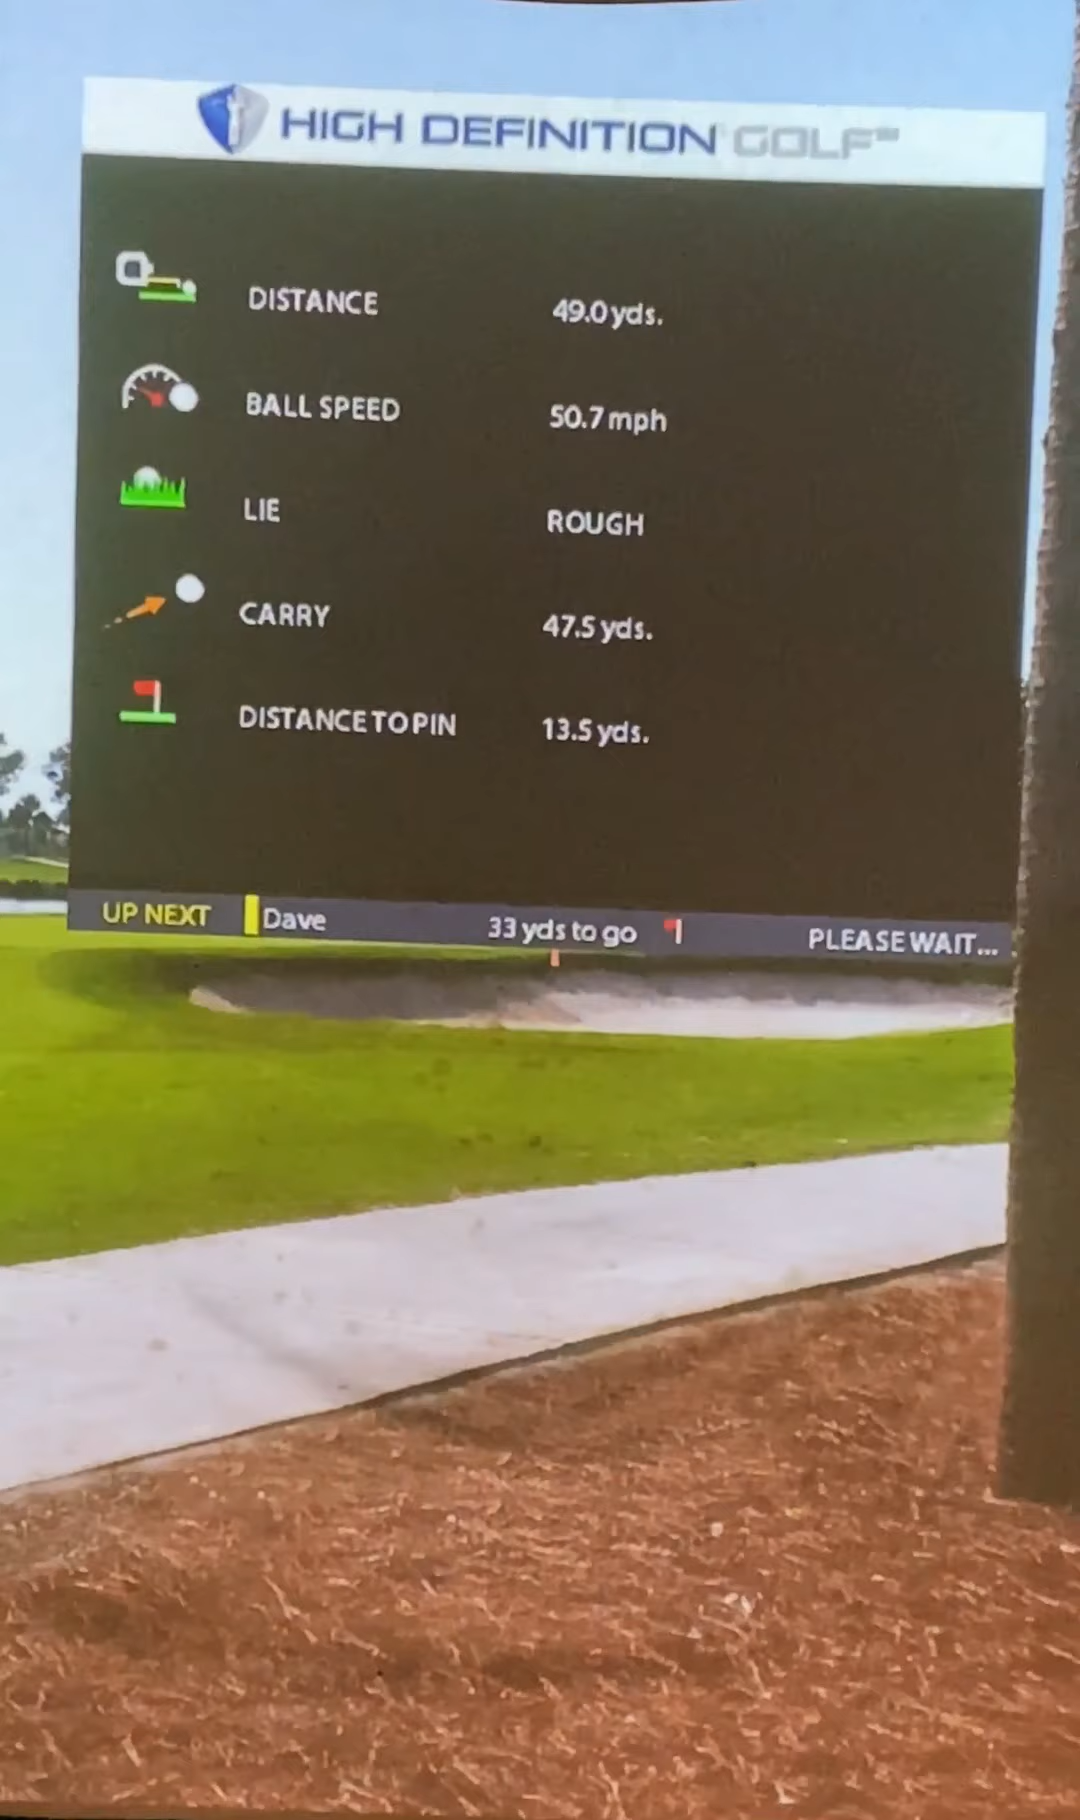 HIGH DEFINITION GOLF™
DISTANCE 49.0 yds.
BALL SPEED 50.7 mph
LIE ROUGH
CARRY 47.5 yds.
DISTANCE TO PIN 13.5 yds.
UP NEXT Dave 33 yds to go PLEASE WAIT...